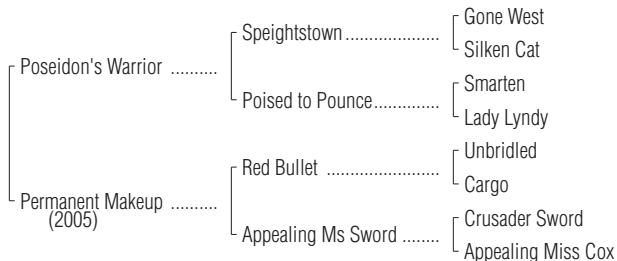 Gone West
Speightstown
Silken Cat
Poseidon's Warrior
Smarten
Poised to Pounce
Lady Lyndy
Unbridled
Red Bullet
Cargo
Permanent Makeup
(2005)
Crusader Sword
Appealing Ms Sword
Appealing Miss Cox